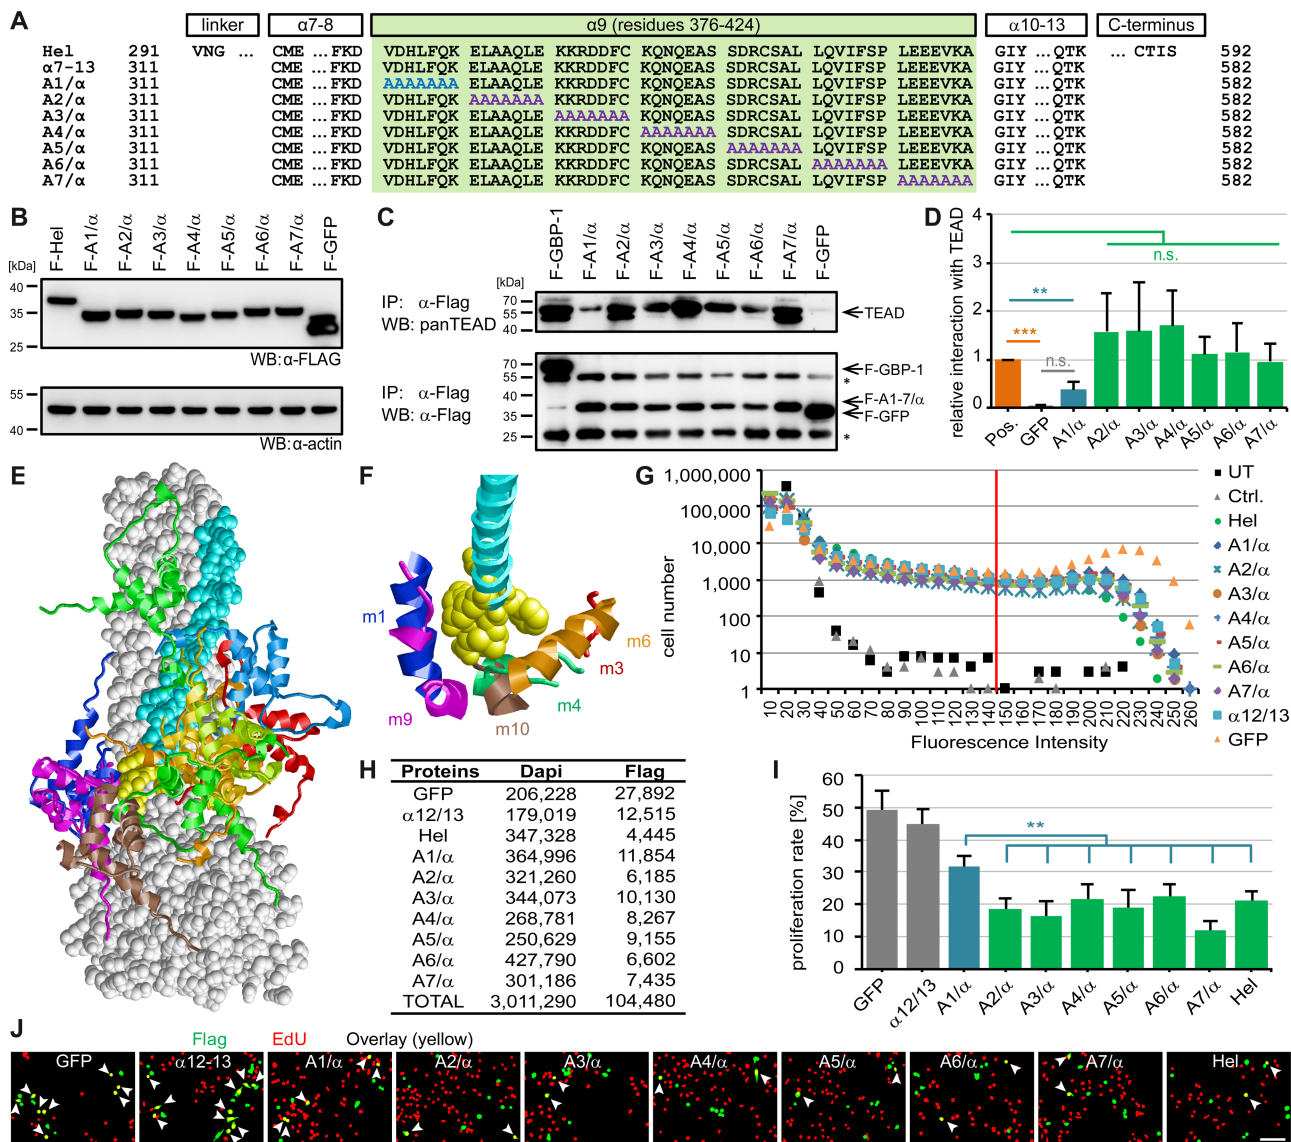 A
linker α7-8 α9 (residues 376-424) α10-13 C-terminus
Hel 291 VNG ... CME ...FKD VDHLFQK ELAAQLE KKRDDFC KQNQEAS SDRCSAL LQVIFSP LEEEVKA GIY ...QTK ... CTIS 592
α7-13 311 CME ...FKD VDHLFQK ELAAQLE KKRDDFC KQNQEAS SDRCSAL LQVIFSP LEEEVKA GIY ...QTK 582
A1/α 311 CME ...FKD AAAAAAA ELAAQLE KKRDDFC KQNQEAS SDRCSAL LQVIFSP LEEEVKA GIY ...QTK 582
A2/α 311 CME ...FKD VDHLFQK AAAAAAA KKRDDFC KQNQEAS SDRCSAL LQVIFSP LEEEVKA GIY ...QTK 582
A3/α 311 CME ...FKD VDHLFQK ELAAQLE AAAAAAA KQNQEAS SDRCSAL LQVIFSP LEEEVKA GIY ...QTK 582
A4/α 311 CME ...FKD VDHLFQK ELAAQLE KKRDDFC AAAAAAA SDRCSAL LQVIFSP LEEEVKA GIY ...QTK 582
A5/α 311 CME ...FKD VDHLFQK ELAAQLE KKRDDFC KQNQEAS AAAAAAA LQVIFSP LEEEVKA GIY ...QTK 582
A6/α 311 CME ...FKD VDHLFQK ELAAQLE KKRDDFC KQNQEAS SDRCSAL AAAAAAA LEEEVKA GIY ...QTK 582
A7/α 311 CME ...FKD VDHLFQK ELAAQLE KKRDDFC KQNQEAS SDRCSAL LQVIFSP AAAAAAA GIY ...QTK 582
B
F-Hel F-A1/α F-A2/α F-A3/α F-A4/α F-A5/α F-A6/α F-A7/α F-GFP
[kDa]
40
35
25
WB:α-FLAG
55
40
WB:α-actin
C
F-GBP-1 F-A1/α F-A2/α F-A3/α F-A4/α F-A5/α F-A6/α F-A7/α F-GFP
[kDa]
IP: α-Flag
WB: panTEAD
70
55
40
TEAD
IP: α-Flag
WB: α-Flag
70
55
40
35
25
F-GBP-1
*
F-A1-7/α
F-GFP
*
D
relative interaction with TEAD
4
3
2
1
0
n.s.
**
***
n.s.
Pos. GFP A1/α A2/α A3/α A4/α A5/α A6/α A7/α
E
F
m1
m6
m3
m9
m4
m10
G
cell number
1,000,000
100,000
10,000
1,000
100
10
1
10 20 30 40 50 60 70 80 90 100 110 120 130 140 150 160 170 180 190 200 210 220 230 240 250 260
Fluorescence Intensity
UT
Ctrl.
Hel
A1/α
A2/α
A3/α
A4/α
A5/α
A6/α
A7/α
α12/13
GFP
H
Proteins Dapi Flag
GFP 206,228 27,892
α12/13 179,019 12,515
Hel 347,328 4,445
A1/α 364,996 11,854
A2/α 321,260 6,185
A3/α 344,073 10,130
A4/α 268,781 8,267
A5/α 250,629 9,155
A6/α 427,790 6,602
A7/α 301,186 7,435
TOTAL 3,011,290 104,480
I
proliferation rate [%]
60
50
40
30
20
10
0
**
GFP α12/13 A1/α A2/α A3/α A4/α A5/α A6/α A7/α Hel
J
Flag EdU Overlay (yellow)
GFP α12-13 A1/α A2/α A3/α A4/α A5/α A6/α A7/α Hel